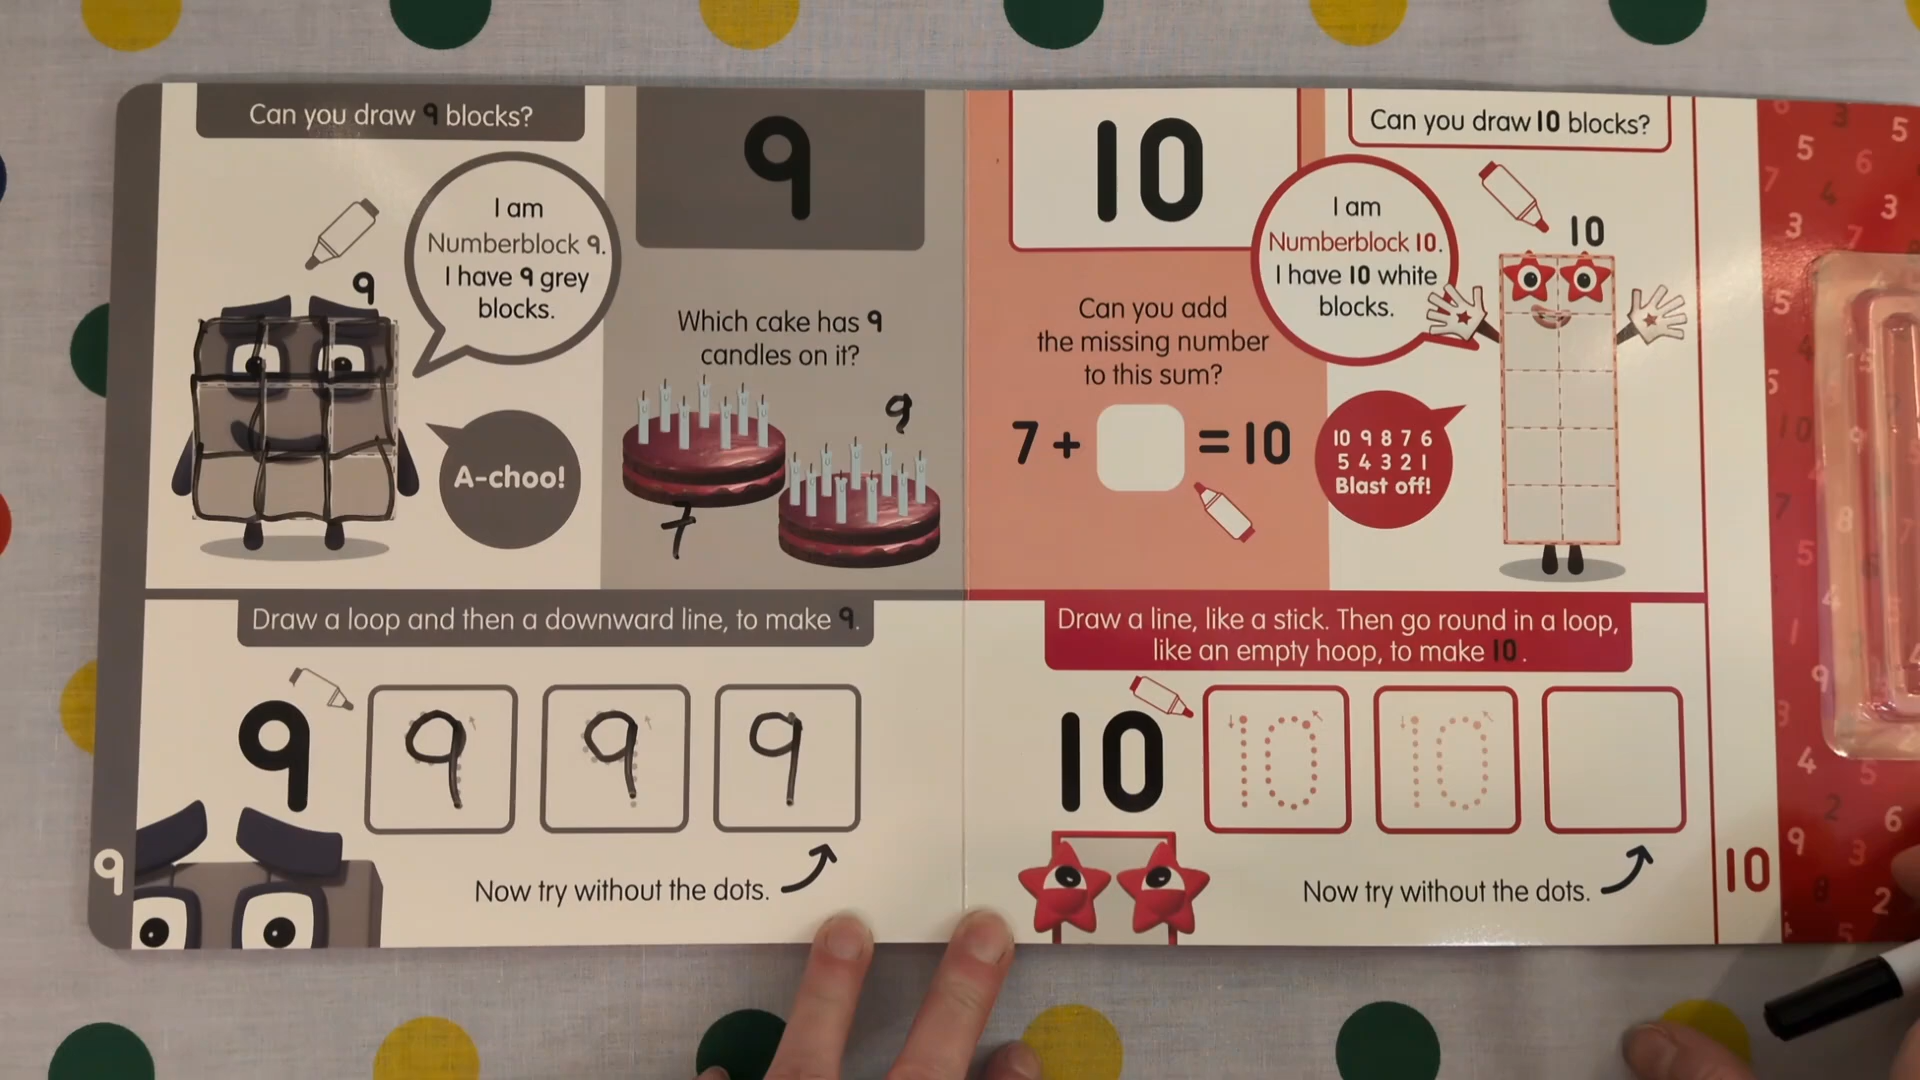 Can you draw 9 blocks?
I am
Numberblock 9.
I have 9 grey
blocks.
9
A-choo!
9
Which cake has 9
candles on it?
9
7
Draw a loop and then a downward line, to make 9.
9 9 9 9
Now try without the dots.
9
10
Can you add
the missing number
to this sum?
7 + = 10
Can you draw 10 blocks?
I am
Numberblock 10.
I have 10 white
blocks.
10
10 9 8 7 6
5 4 3 2 1
Blast off!
Draw a line, like a stick. Then go round in a loop,
like an empty hoop, to make 10.
10 10 10
Now try without the dots.
10